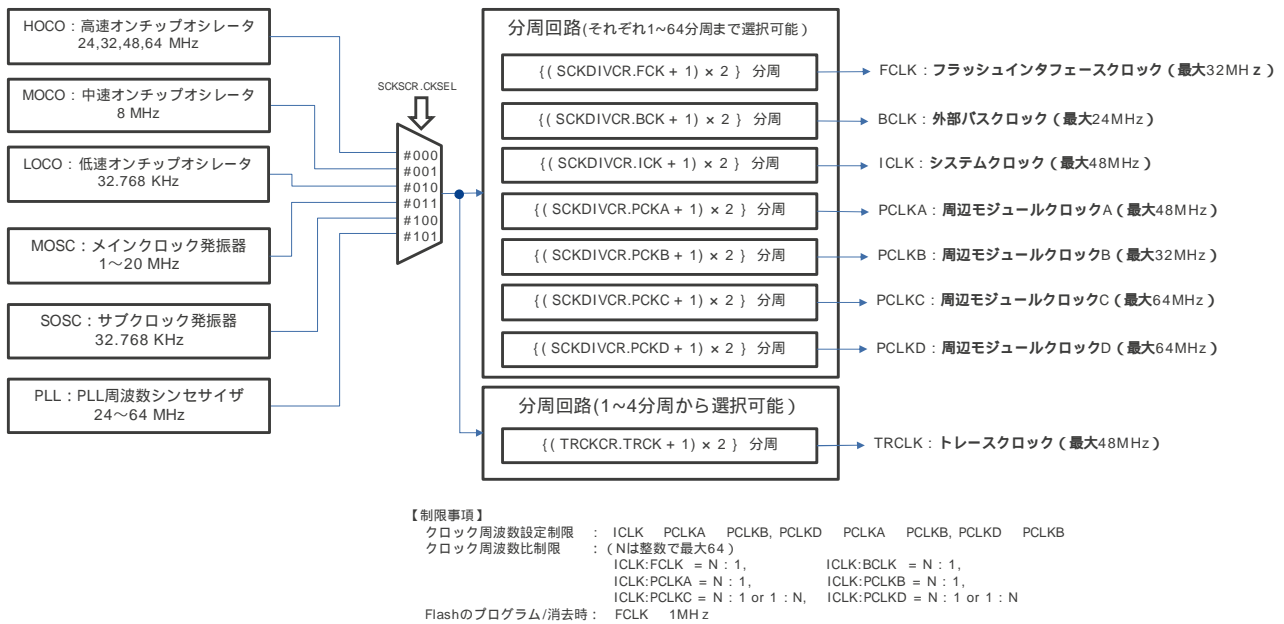 HOCO：高速オンチップオシレータ
24,32,48,64 MHz
MOCO：中速オンチップオシレータ
8 MHz
LOCO：低速オンチップオシレータ
32.768 KHz
MOSC：メインクロック発振器
1～20 MHz
SOSC：サブクロック発振器
32.768 KHz
PLL：PLL周波数シンセサイザ
24～64 MHz
SCKSCR.CKSEL
#000
#001
#010
#011
#100
#101
分周回路(それぞれ1~64分周まで選択可能）
{( SCKDIVCR.FCK + 1) × 2 } 分周
{( SCKDIVCR.BCK + 1) × 2 } 分周
{( SCKDIVCR.ICK + 1) × 2 } 分周
{( SCKDIVCR.PCKA + 1) × 2 } 分周
{( SCKDIVCR.PCKB + 1) × 2 } 分周
{( SCKDIVCR.PCKC + 1) × 2 } 分周
{( SCKDIVCR.PCKD + 1) × 2 } 分周
分周回路(1~4分周から選択可能）
{( TRCKCR.TRCK + 1) × 2 } 分周
FCLK：フラッシュインタフェースクロック（最大32MHｚ）
BCLK：外部バスクロック（最大24MHz）
ICLK：システムクロック（最大48MHz）
PCLKA：周辺モジュールクロックA（最大48MHz）
PCLKB：周辺モジュールクロックB（最大32MHz）
PCLKC：周辺モジュールクロックC（最大64MHz）
PCLKD：周辺モジュールクロックD（最大64MHz）
TRCLK：トレースクロック（最大48MHz）
【制限事項】
クロック周波数設定制限 ： ICLK PCLKA PCLKB, PCLKD PCLKA PCLKB, PCLKD PCLKB
クロック周波数比制限 ：（Nは整数で最大64）
ICLK:FCLK = N : 1, ICLK:BCLK = N : 1,
ICLK:PCLKA = N : 1, ICLK:PCLKB = N : 1,
ICLK:PCLKC = N : 1 or 1 : N, ICLK:PCLKD = N : 1 or 1 : N
Flashのプログラム/消去時： FCLK 1MHz